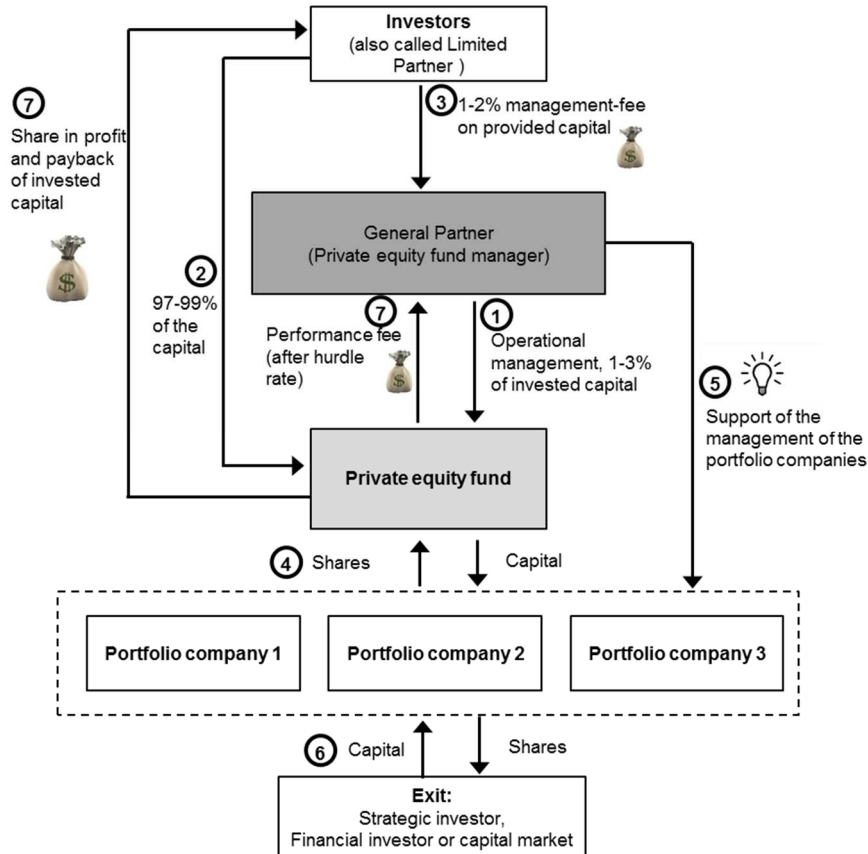 Investors
(also called Limited
Partner )
7
Share in profit
and payback
of invested
capital
3
1-2% management-fee
on provided capital
General Partner
(Private equity fund manager)
2
97-99%
of the
capital
7
Performance fee
(after hurdle
rate)
1
Operational
management, 1-3%
of invested capital
5
Support of the
management of the
portfolio companies
Private equity fund
4
Shares
Capital
Portfolio company 1
Portfolio company 2
Portfolio company 3
6
Capital
Shares
Exit:
Strategic investor,
Financial investor or capital market